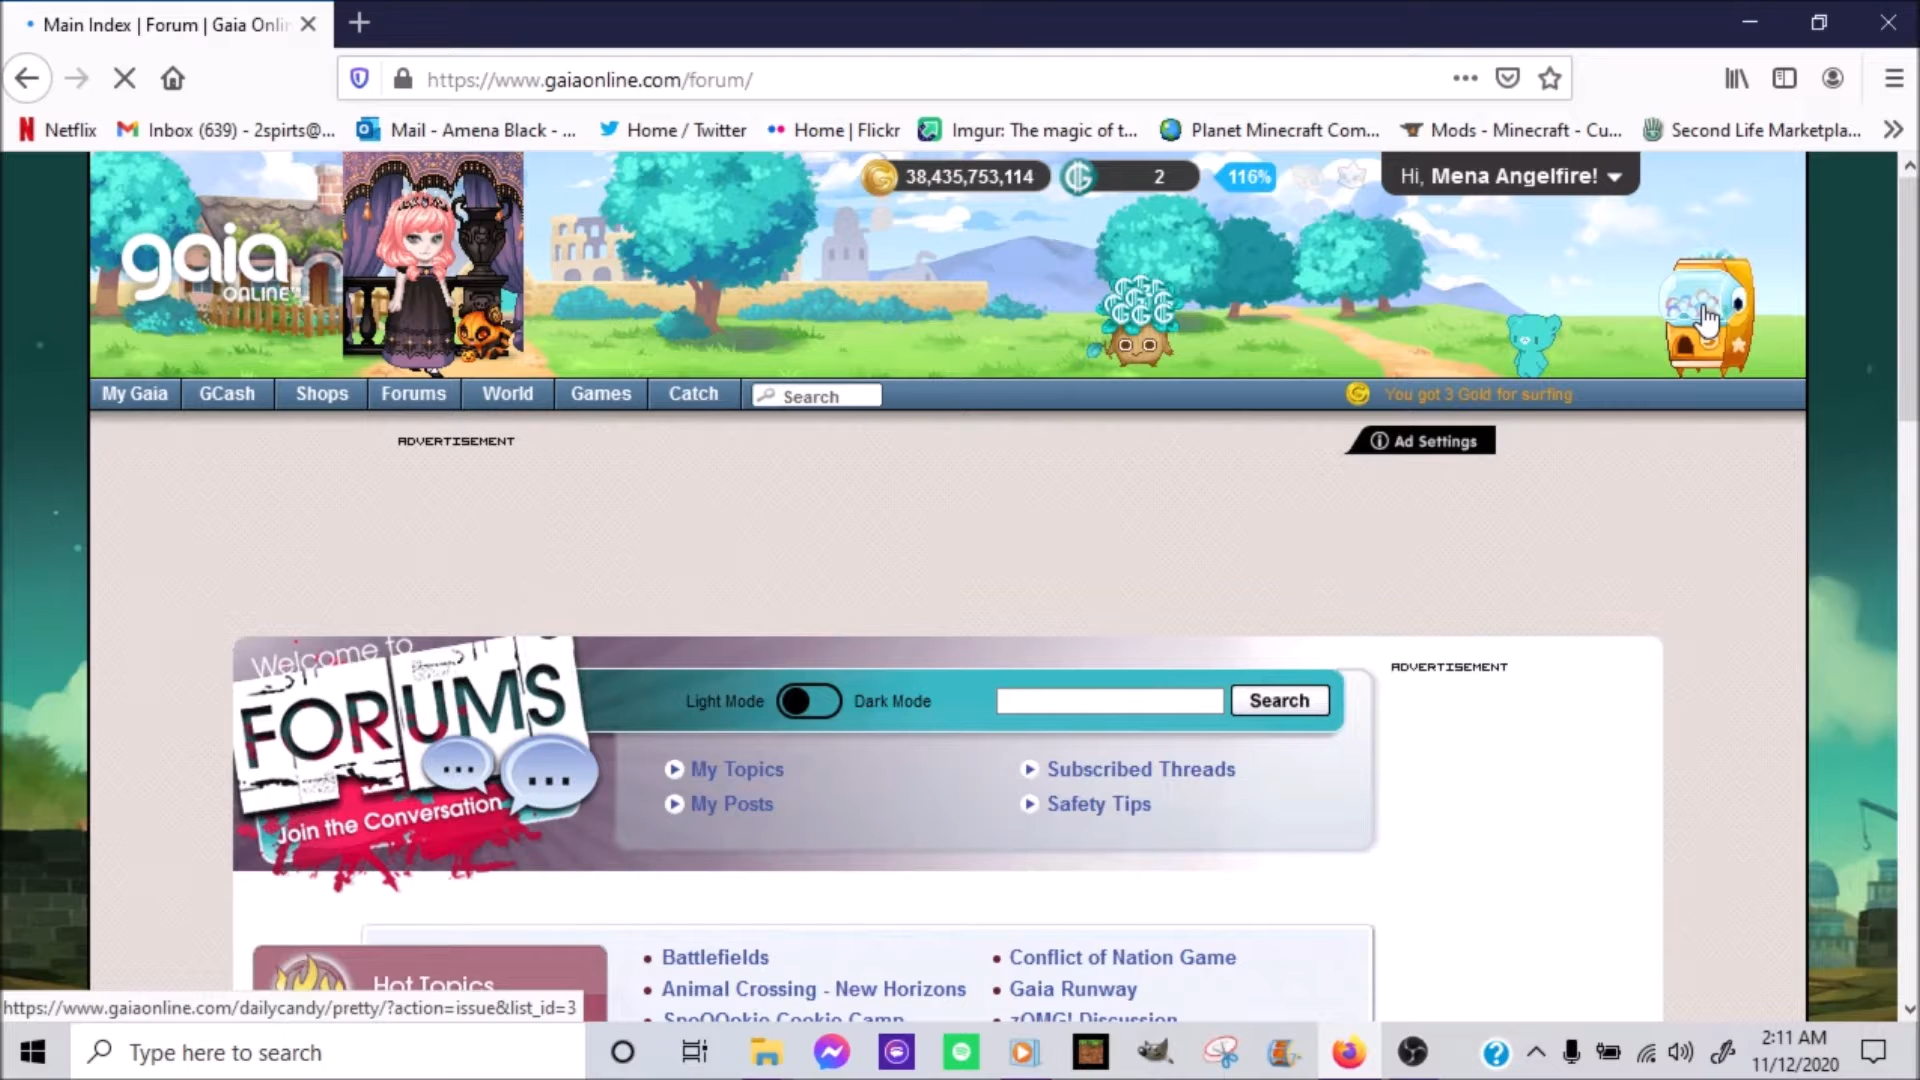 Main Index | Forum | Gaia Onlin
https://www.gaiaonline.com/forum/
Netflix
Inbox (639) - 2spirts@...
Mail - Amena Black - ...
Home / Twitter
Home | Flickr
Imgur: The magic of t...
Planet Minecraft Com...
Mods - Minecraft - Cu...
Second Life Marketpla...
38,435,753,114
2
116%
Hi, Mena Angelfire!
gaia
ONLINE
My Gaia
GCash
Shops
Forums
World
Games
Catch
Search
You got 3 Gold for surfing
ADVERTISEMENT
Ad Settings
Welcome to
FORUMS
Join the Conversation
Light Mode
Dark Mode
Search
ADVERTISEMENT
My Topics
Subscribed Threads
My Posts
Safety Tips
Hot Topics
Battlefields
Conflict of Nation Game
Animal Crossing - New Horizons
Gaia Runway
SpoOOokie Cookie Camp
zOMG! Discussion
https://www.gaiaonline.com/dailycandy/pretty/?action=issue&list_id=3
Type here to search
2:11 AM
11/12/2020